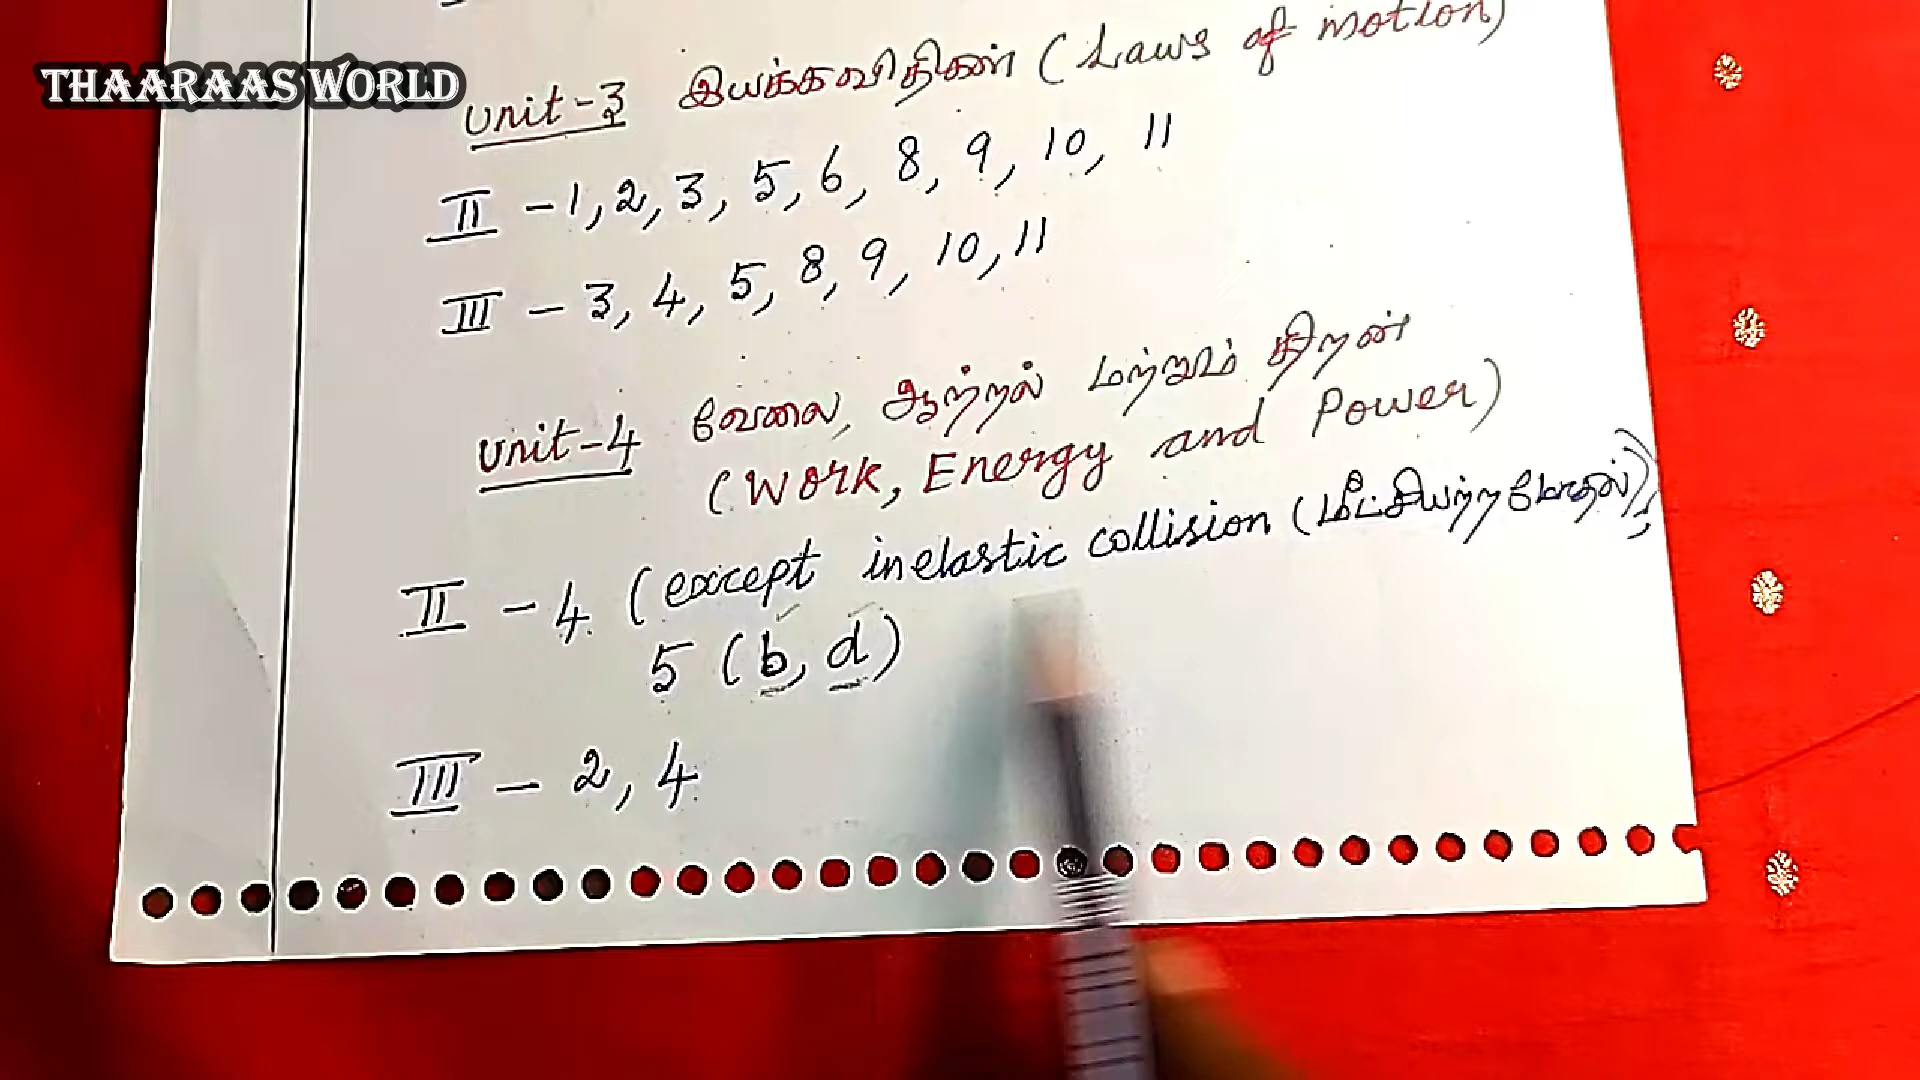 THAARAAS WORLD
Unit-3 இயக்கவிதிகள் (Laws of motion)
II - 1, 2, 3, 5, 6, 8, 9, 10, 11
III - 3, 4, 5, 8, 9, 10, 11
Unit-4 வேலை, ஆற்றல் மற்றும் திறன்
(Work, Energy and Power)
II - 4 (except inelastic collision (மீட்சியற்ற மோதல்)),
5 (b, d)
III - 2, 4